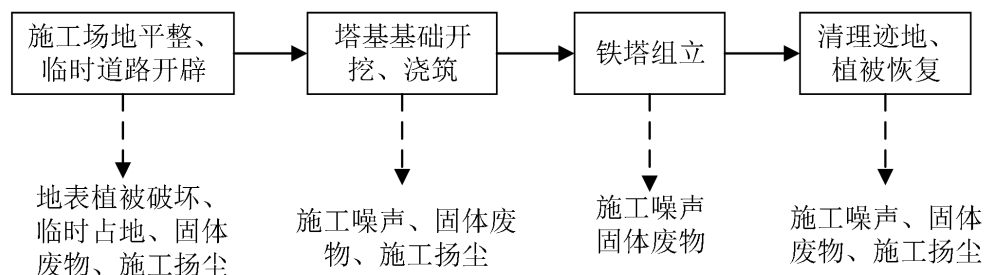 施工场地平整、
临时道路开辟
塔基基础开
挖、浇筑
铁塔组立
清理迹地、
植被恢复
地表植被破坏、
临时占地、固体
废物、施工扬尘
施工噪声、固体废
物、施工扬尘
施工噪声
固体废物
施工噪声、固体
废物、施工扬尘